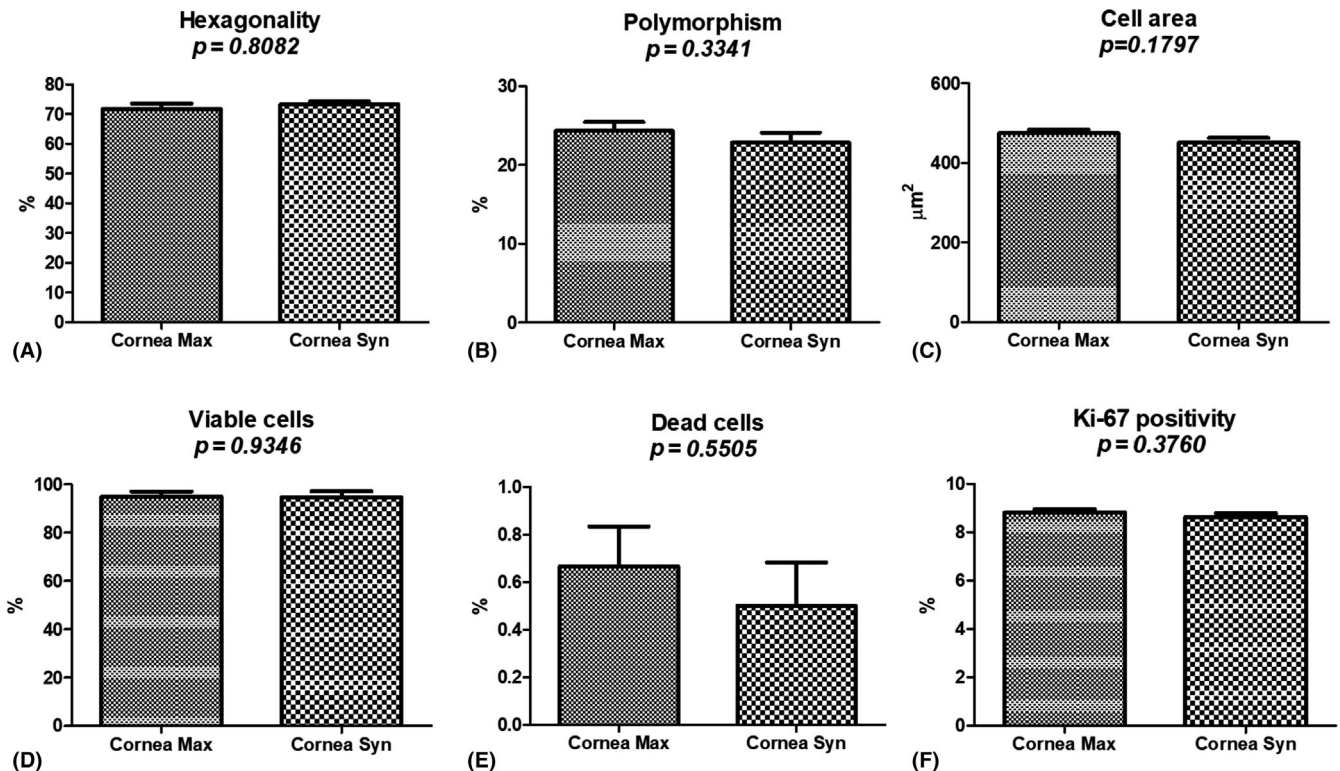 Hexagonality
p = 0.8082
80
70
60
50
40
30
20
10
0
%
Cornea Max
Cornea Syn
(A)
Polymorphism
p = 0.3341
30
20
10
0
%
Cornea Max
Cornea Syn
(B)
Cell area
p=0.1797
600
400
200
0
μm²
Cornea Max
Cornea Syn
(C)
Viable cells
p = 0.9346
100
80
60
40
20
0
%
Cornea Max
Cornea Syn
(D)
Dead cells
p = 0.5505
1.0
0.8
0.6
0.4
0.2
0.0
%
Cornea Max
Cornea Syn
(E)
Ki-67 positivity
p = 0.3760
10
8
6
4
2
0
%
Cornea Max
Cornea Syn
(F)